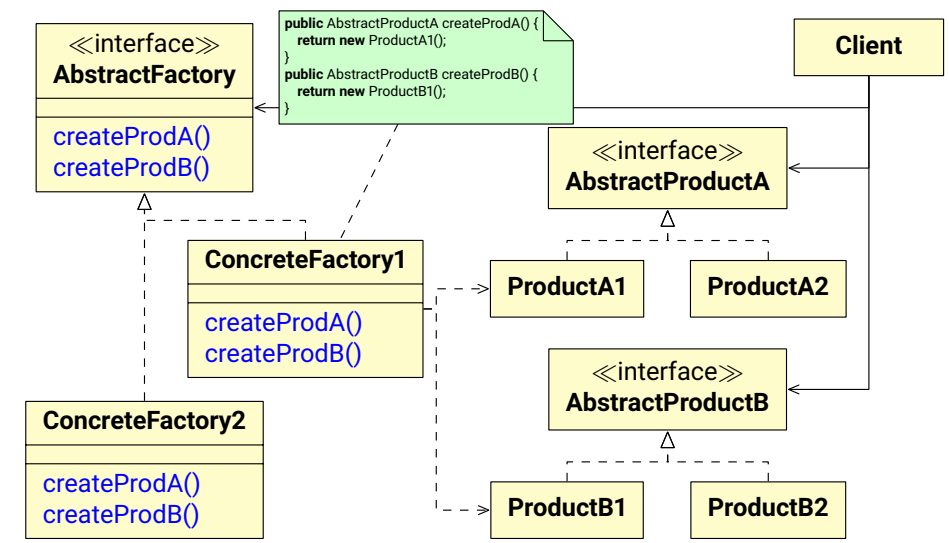 ≪interface≫
AbstractFactory
createProdA()
createProdB()
public AbstractProductA createProdA() {
return new ProductA1();
}
public AbstractProductB createProdB() {
return new ProductB1();
}
Client
≪interface≫
AbstractProductA
ConcreteFactory1
createProdA()
createProdB()
ProductA1
ProductA2
≪interface≫
AbstractProductB
ConcreteFactory2
createProdA()
createProdB()
ProductB1
ProductB2